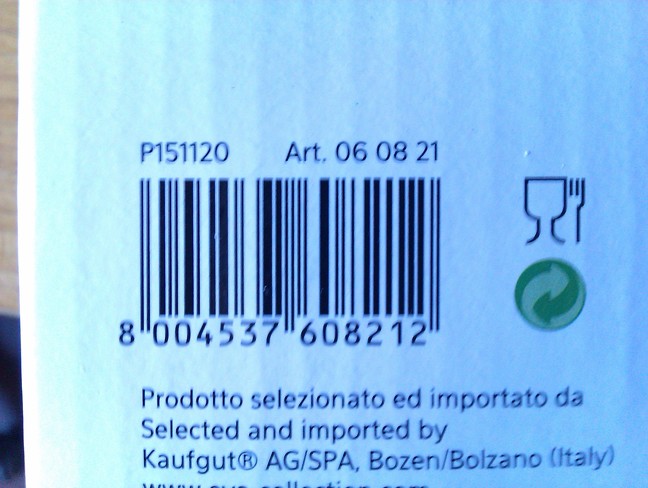 P151120 Art. 06 08 21
8 004537 608212
Prodotto selezionato ed importato da
Selected and imported by
Kaufgut® AG/SPA, Bozen/Bolzano (Italy)